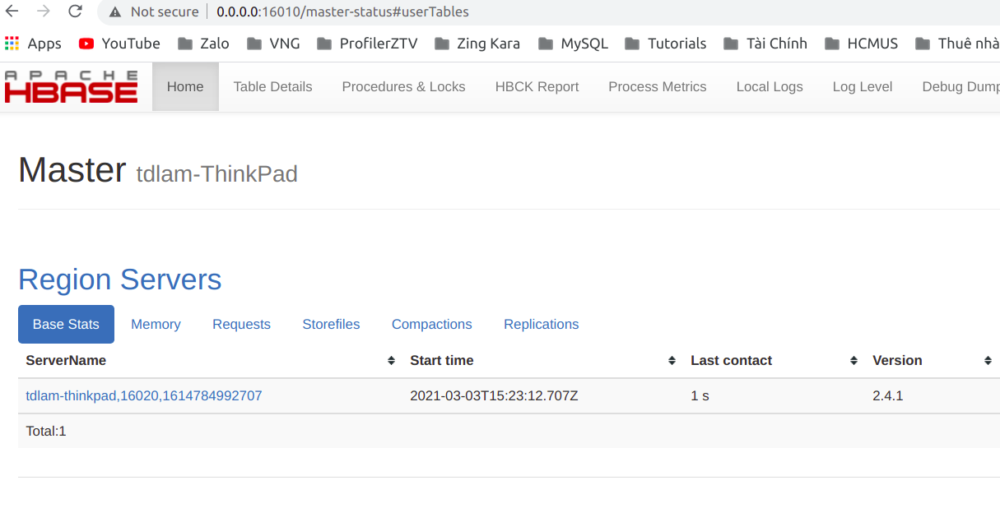 Not secure 0.0.0.0:16010/master-status#userTables
Apps YouTube Zalo VNG ProfilerZTV Zing Kara MySQL Tutorials Tài Chính HCMUS Thuê nhà
APACHE
HBASE
Home Table Details Procedures & Locks HBCK Report Process Metrics Local Logs Log Level Debug Dump
Master tdlam-ThinkPad
Region Servers
Base Stats Memory Requests Storefiles Compactions Replications
ServerName Start time Last contact Version
tdlam-thinkpad,16020,1614784992707 2021-03-03T15:23:12.707Z 1 s 2.4.1
Total:1